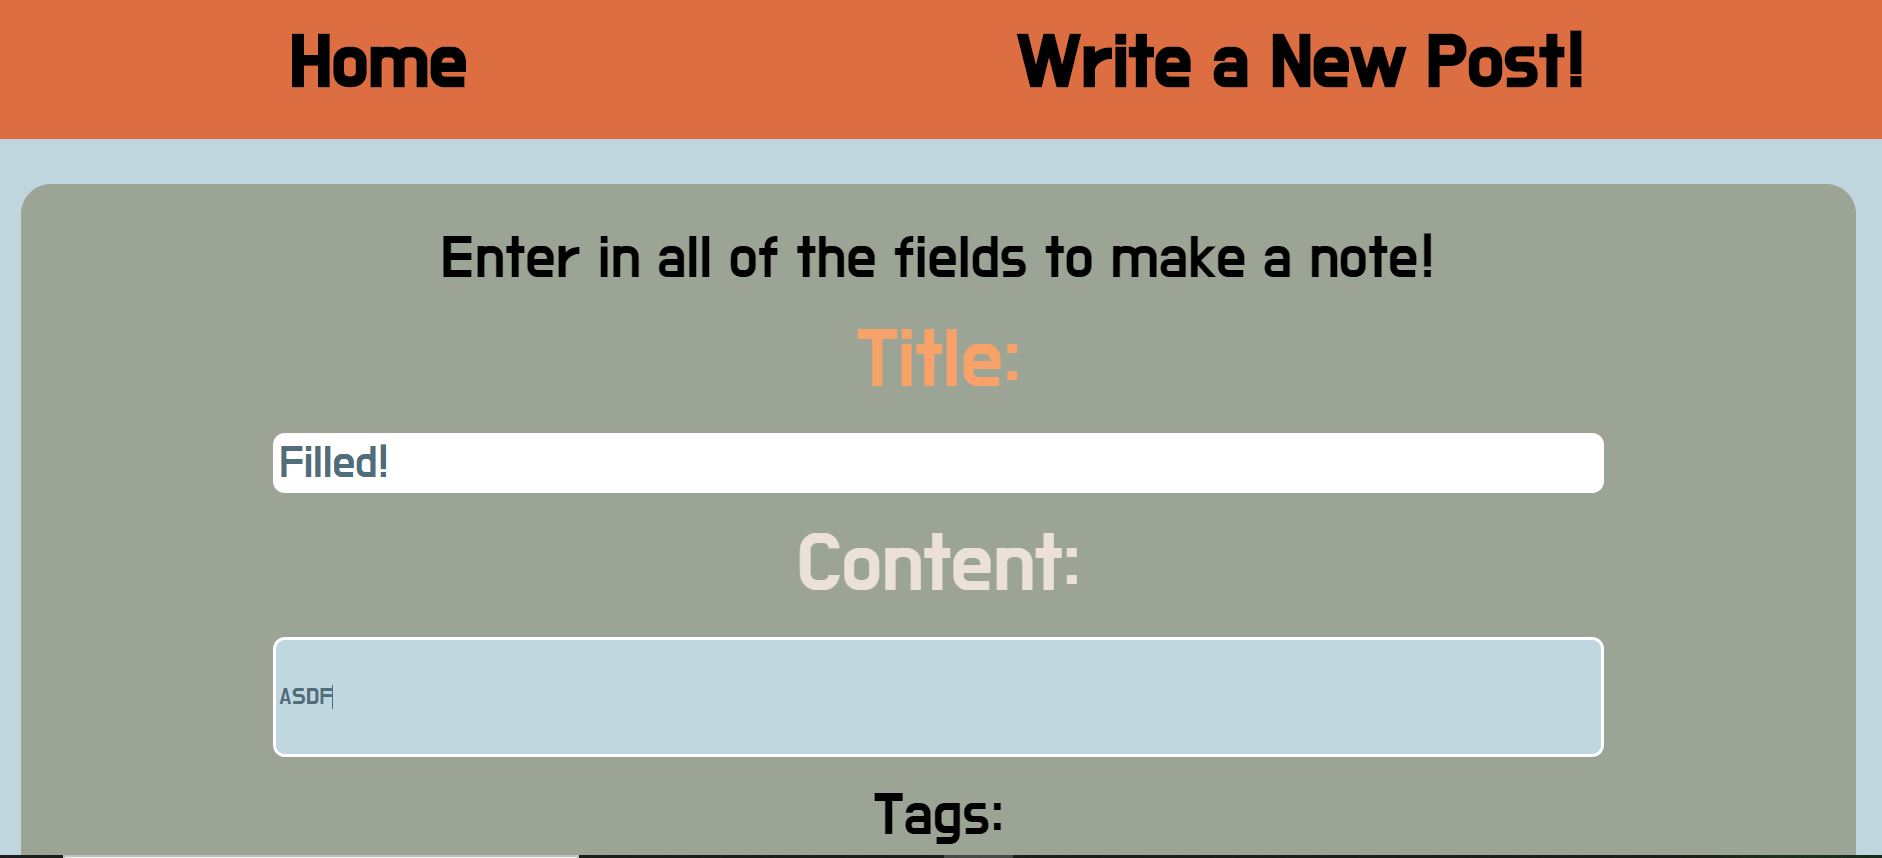 Home
Write a New Post!
Enter in all of the fields to make a note!
Title:
Filled!
Content:
ASDF
Tags: